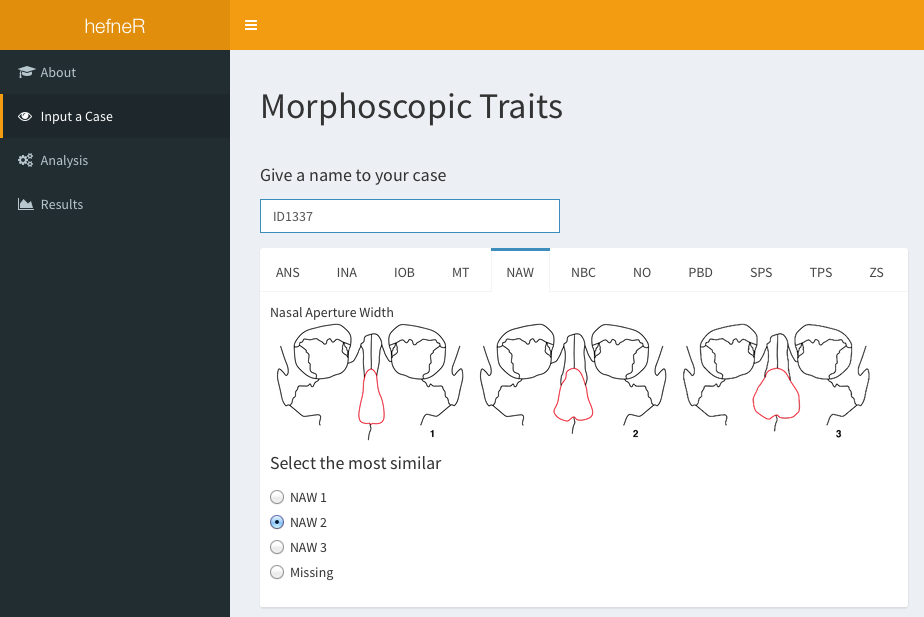 hefneR
About
Input a Case
Analysis
Results
Morphoscopic Traits
Give a name to your case
ID1337
ANS INA IOB MT NAW NBC NO PBD SPS TPS ZS
Nasal Aperture Width
1 2 3
Select the most similar
NAW 1
NAW 2
NAW 3
Missing